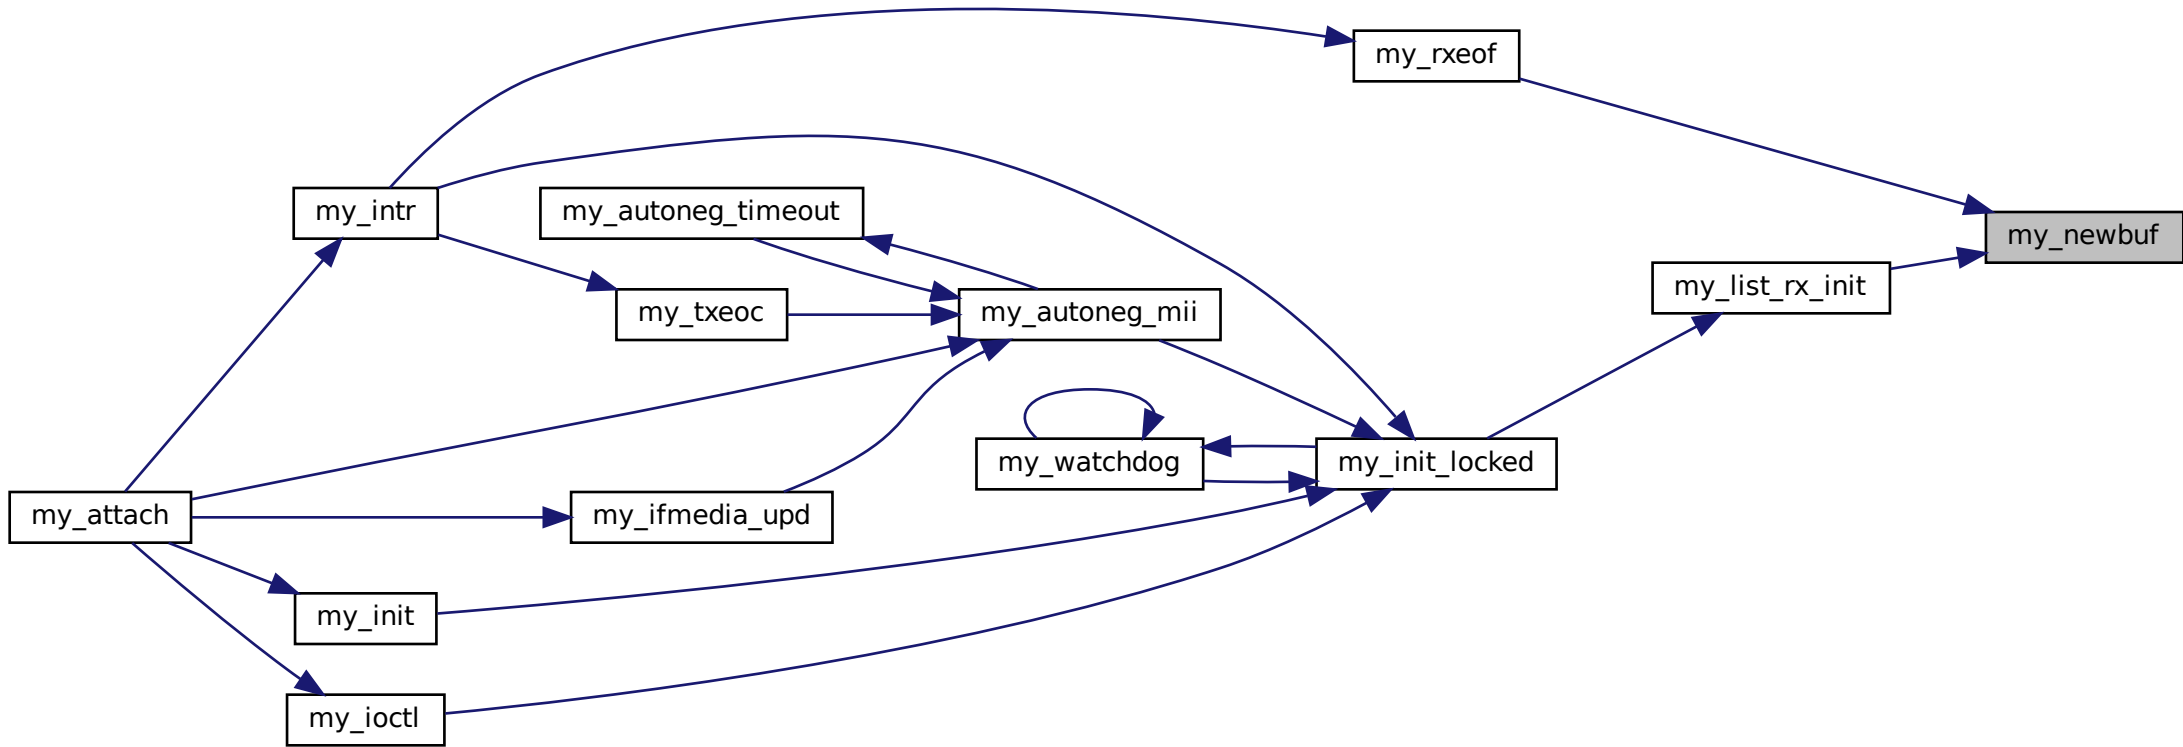 my_rxeof
my_intr
my_autoneg_timeout
my_newbuf
my_list_rx_init
my_txeoc
my_autoneg_mii
my_watchdog
my_init_locked
my_attach
my_ifmedia_upd
my_init
my_ioctl